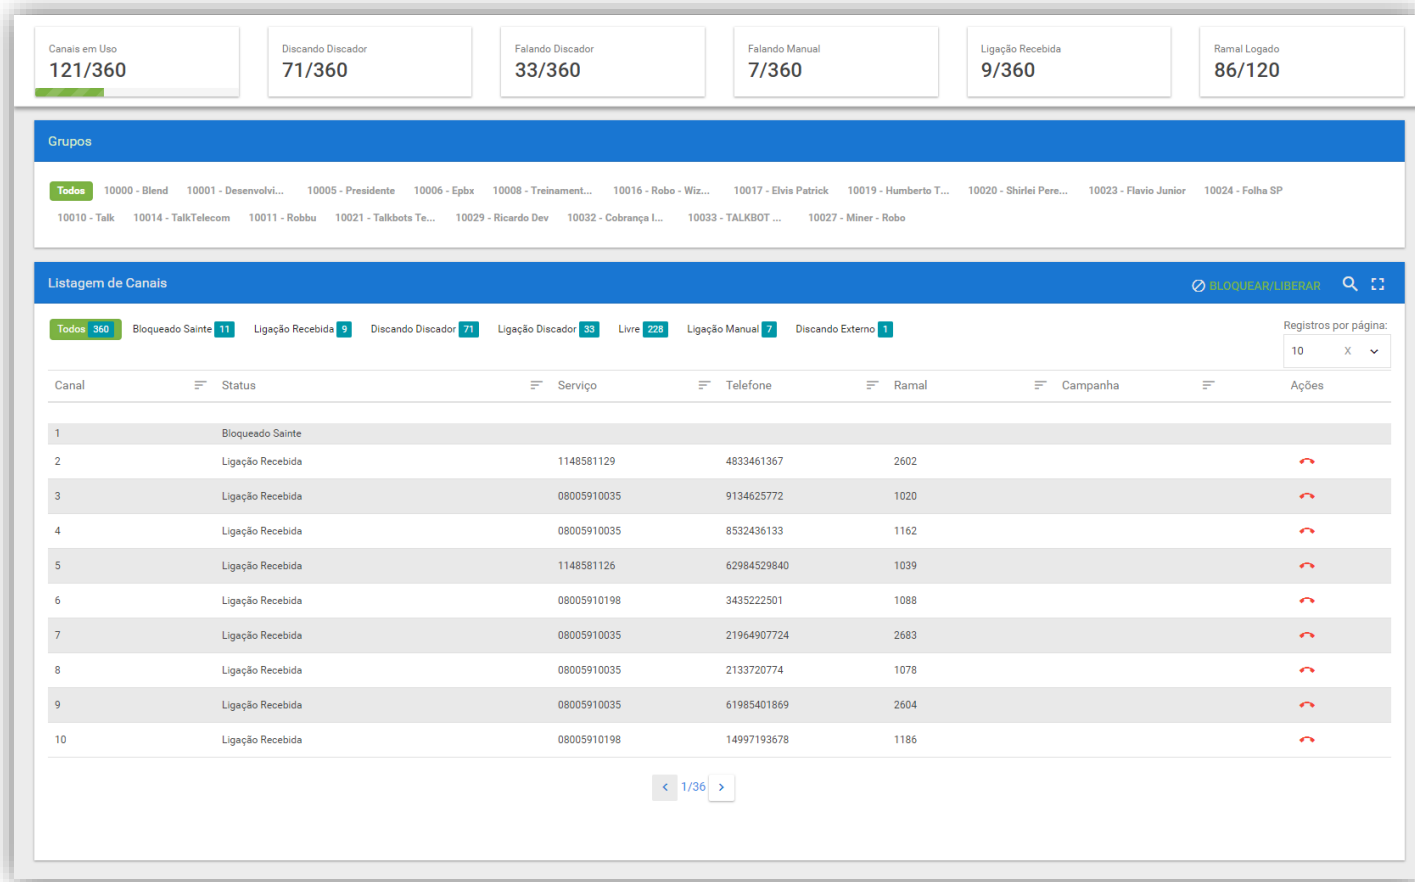 Canais em Uso Discando Discador Falando Discador Falando Manual Ligação Recebida Ramal Logado
121/360 71/360 33/360 7/360 9/360 86/120
Grupos
Todos 10000 - Blend 10001 - Desenvolvi... 10005 - Presidente 10006 - Epbx 10008 - Treinament... 10016 - Robo - Wiz... 10017 - Elvis Patrick 10019 - Humberto T... 10020 - Shirlei Pere... 10023 - Flavio Junior 10024 - Folha SP
10010 - Talk 10014 - TalkTelecom 10011 - Robbu 10021 - Talkbots Te... 10029 - Ricardo Dev 10032 - Cobrança I... 10033 - TALKBOT ... 10027 - Miner - Robo
Listagem de Canais BLOQUEAR/LIBERAR
Todos 360 Bloqueado Sainte 11 Ligação Recebida 9 Discando Discador 71 Ligação Discador 33 Livre 228 Ligação Manual 7 Discando Externo 1 Registros por página:
10 X
Canal Status Serviço Telefone Ramal Campanha Ações
1 Bloqueado Sainte
2 Ligação Recebida 1148581129 4833461367 2602
3 Ligação Recebida 08005910035 9134625772 1020
4 Ligação Recebida 08005910035 8532436133 1162
5 Ligação Recebida 1148581126 62984529840 1039
6 Ligação Recebida 08005910198 3435222501 1088
7 Ligação Recebida 08005910035 21964907724 2683
8 Ligação Recebida 08005910035 2133720774 1078
9 Ligação Recebida 08005910035 61985401869 2604
10 Ligação Recebida 08005910198 14997193678 1186
1/36